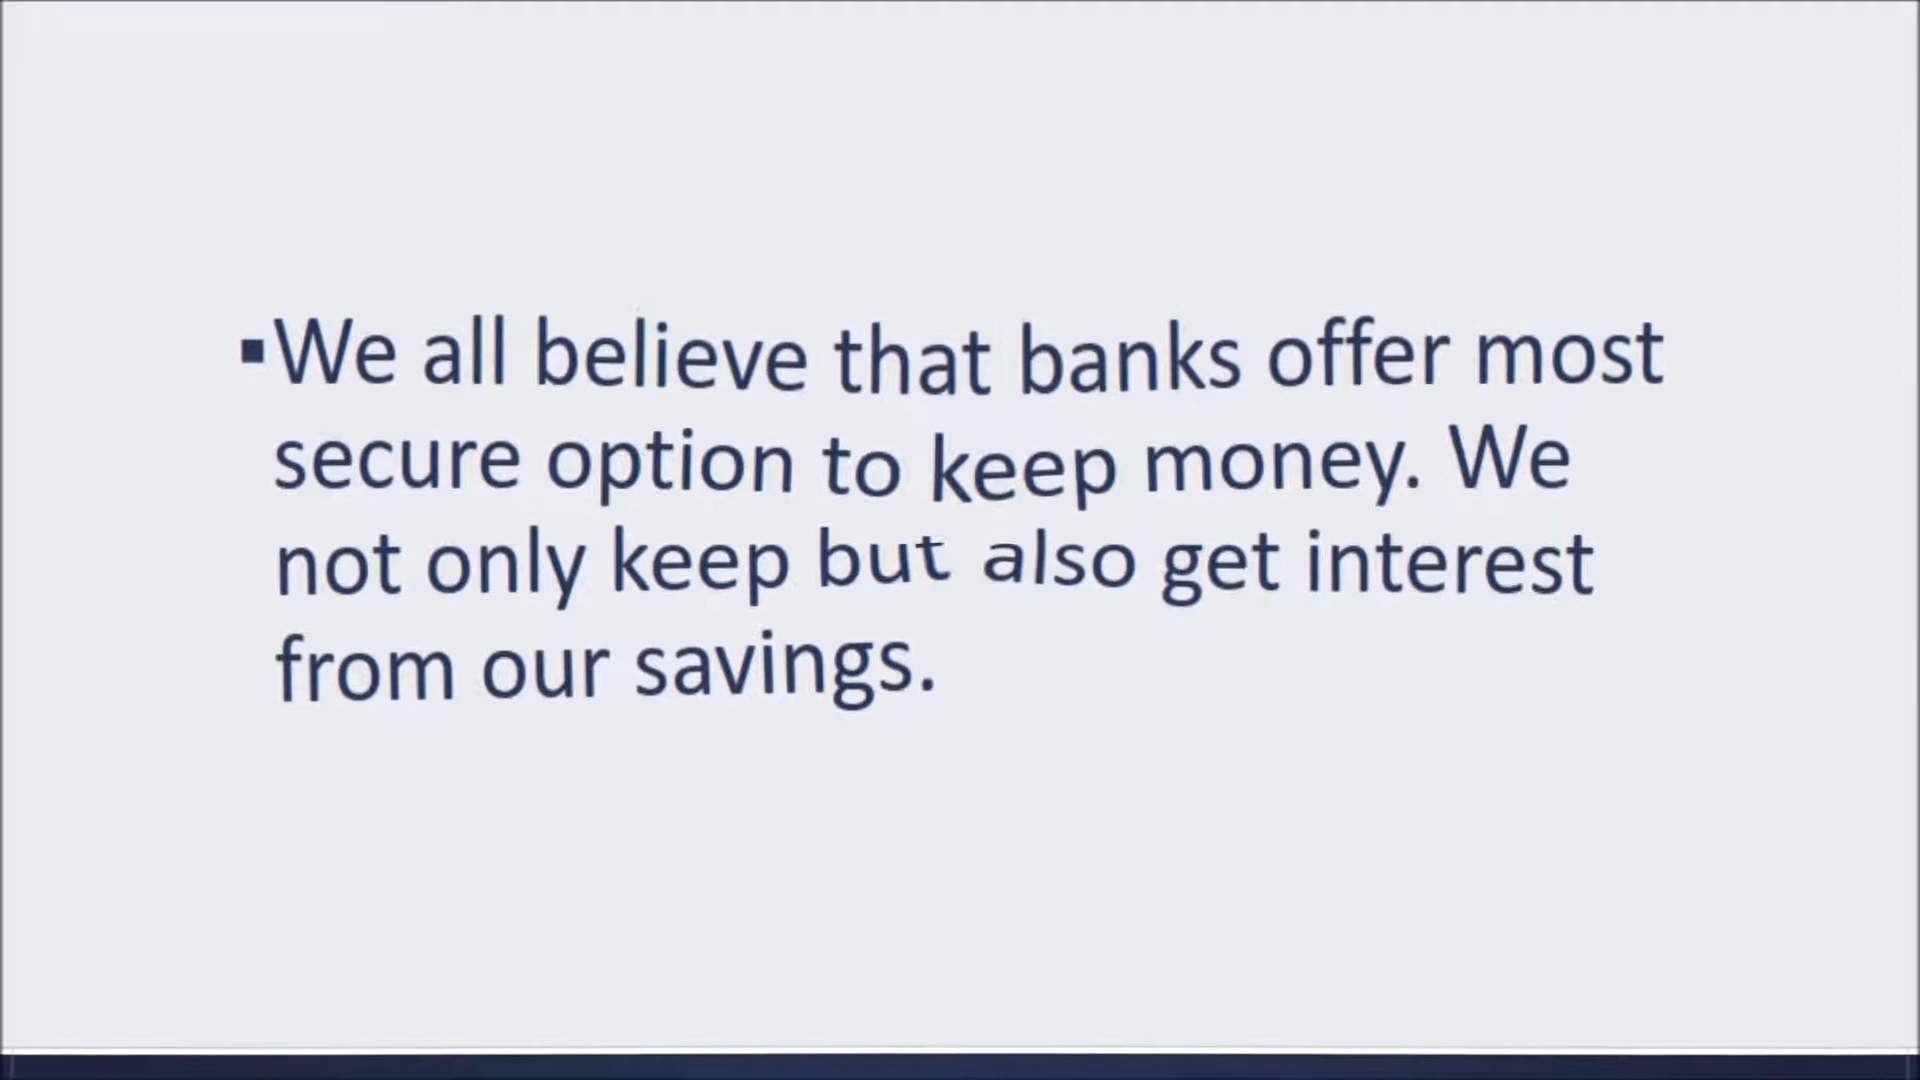 ▪We all believe that banks offer most
secure option to keep money. We
not only keep but also get interest
from our savings.